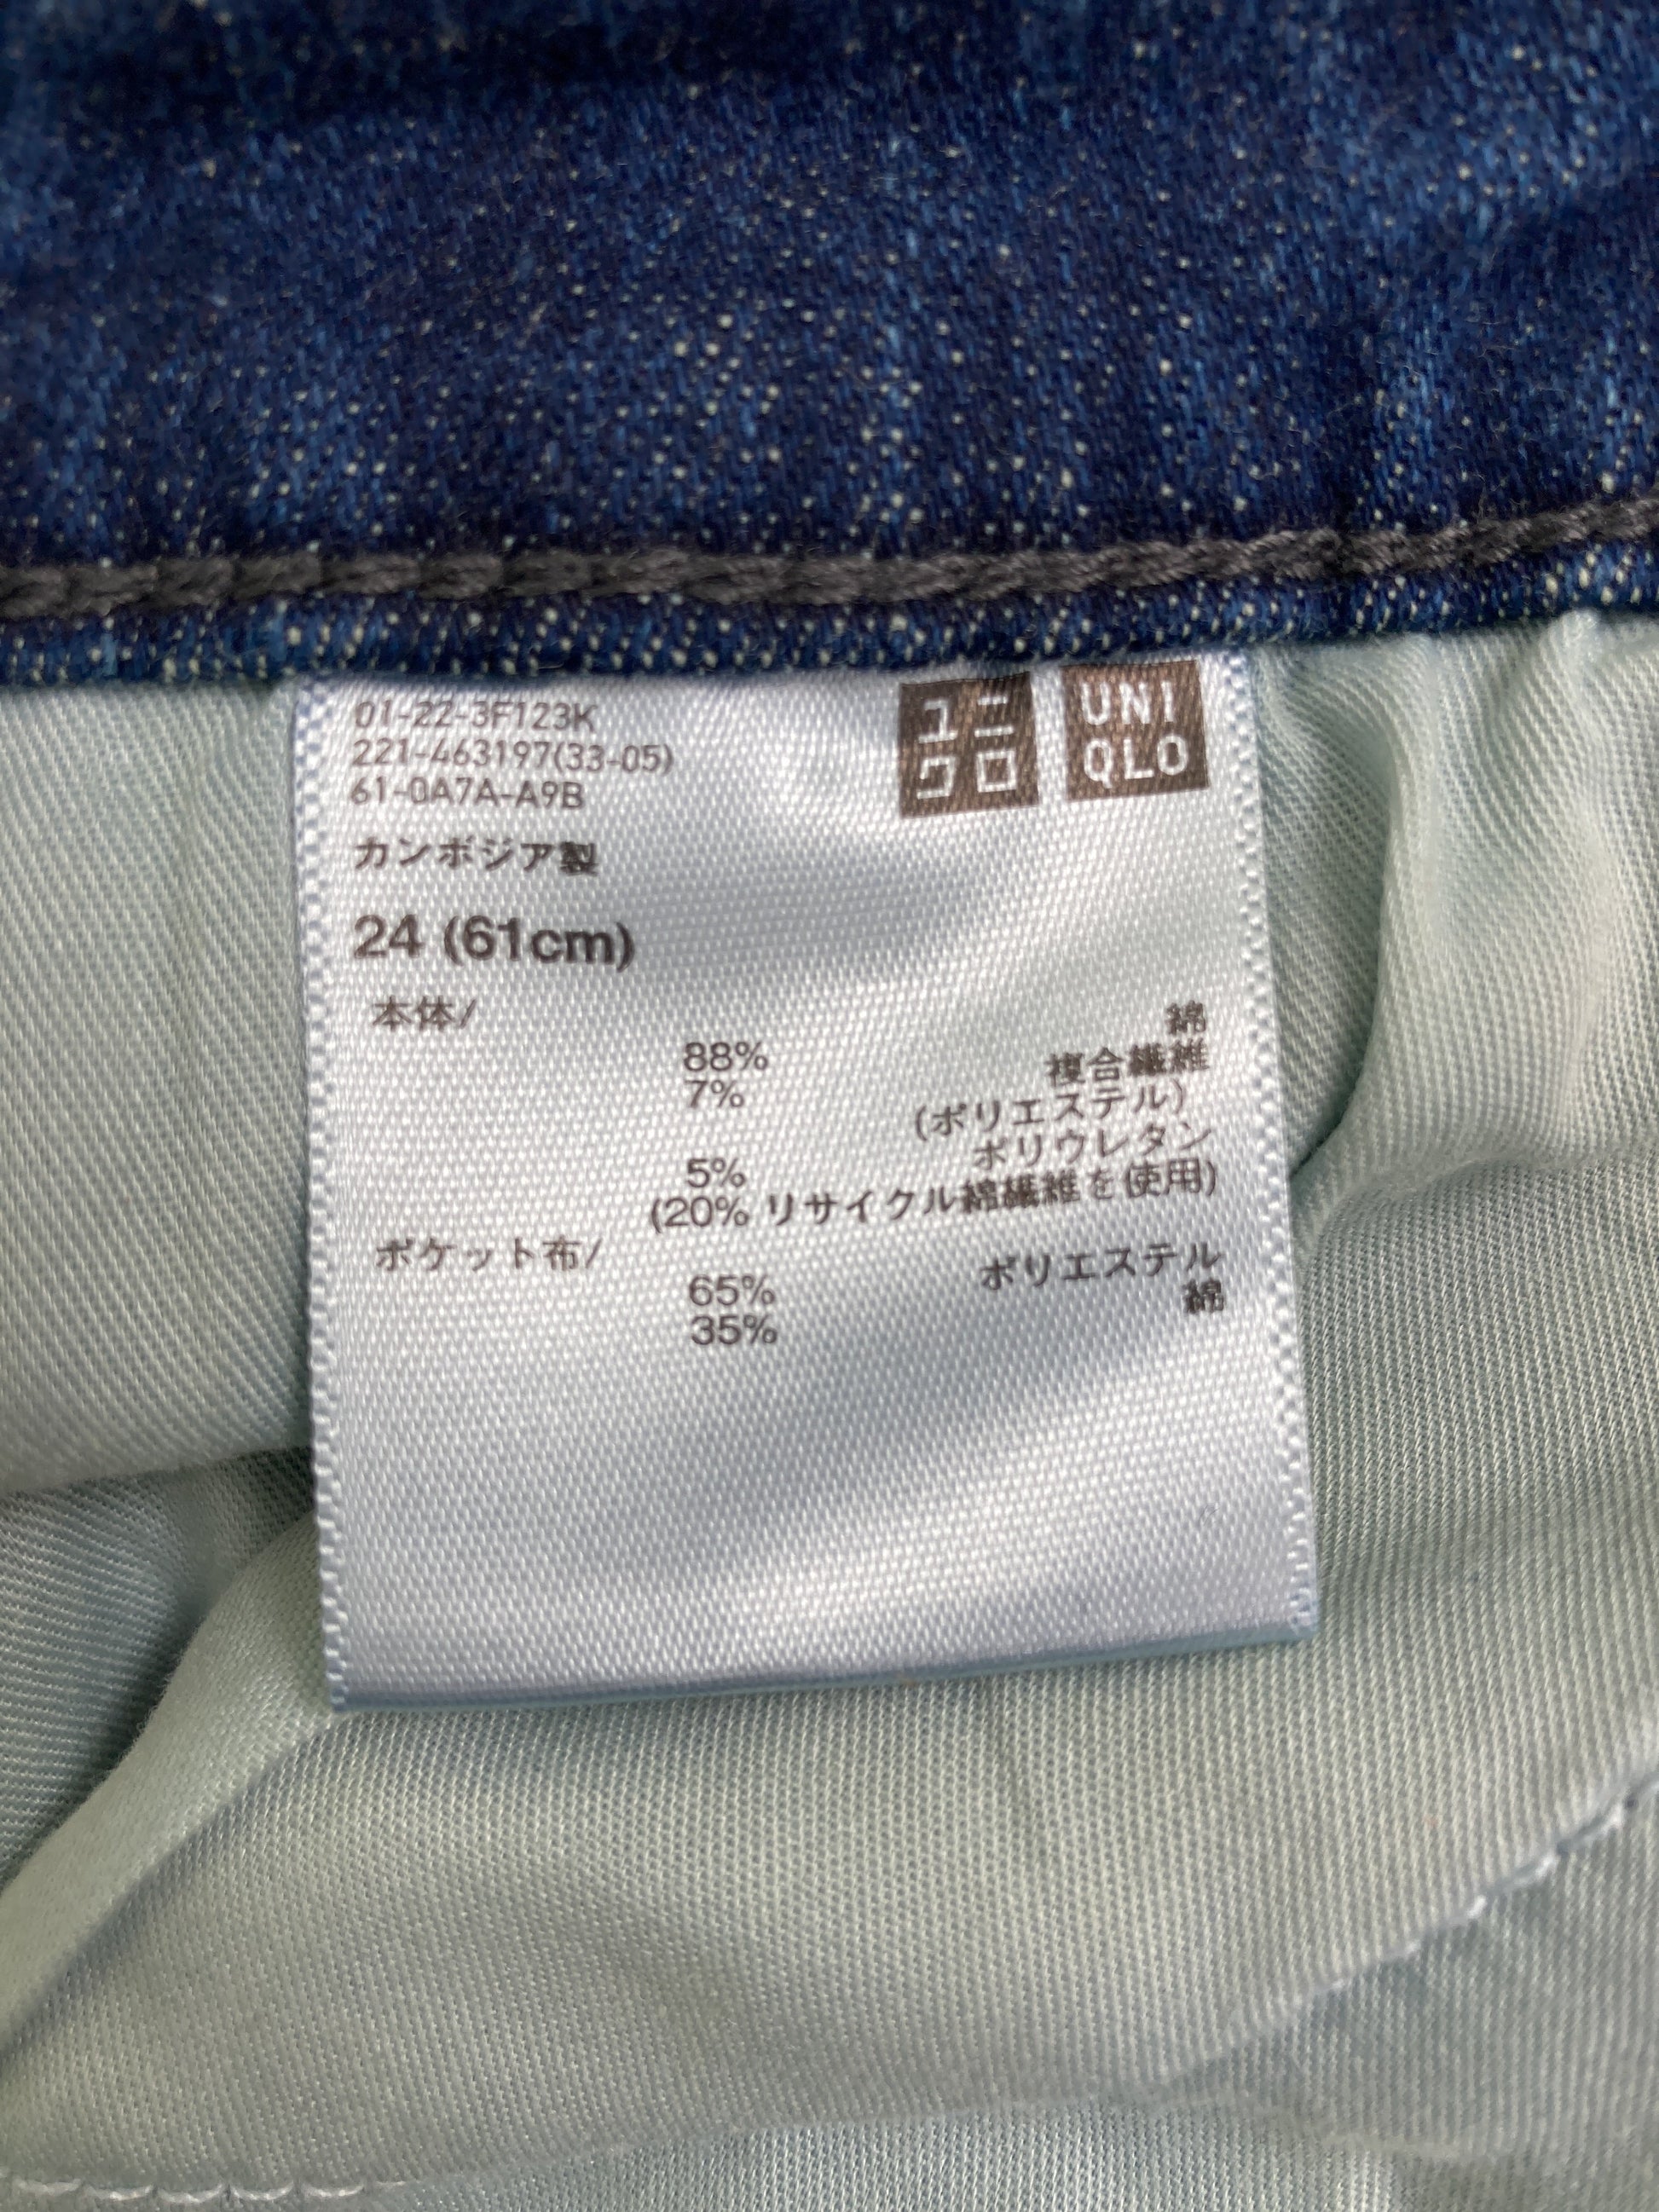 01-22-3F123K
221-463197(33-05)
61-0A7A-A9B
ユニ
クロ
UNI
QLO
カンボジア製
24 (61cm)
本体/
88% 綿
7% 複合繊維
(ポリエステル)
5% ポリウレタン
(20% リサイクル綿繊維を使用)
ポケット布/
65% ポリエステル
35% 綿